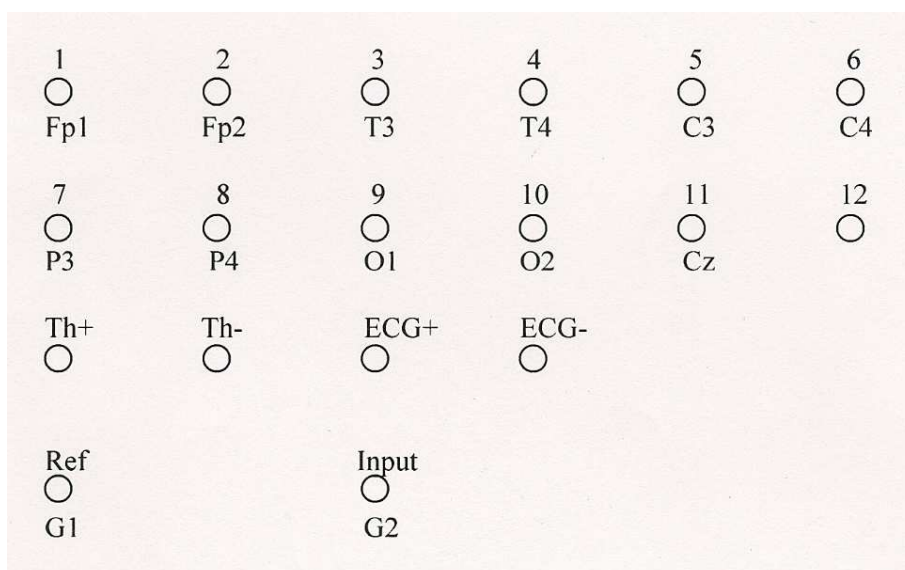 1 2 3 4 5 6
Fp1 Fp2 T3 T4 C3 C4
7 8 9 10 11 12
P3 P4 O1 O2 Cz
Th+ Th- ECG+ ECG-
Ref Input
G1 G2